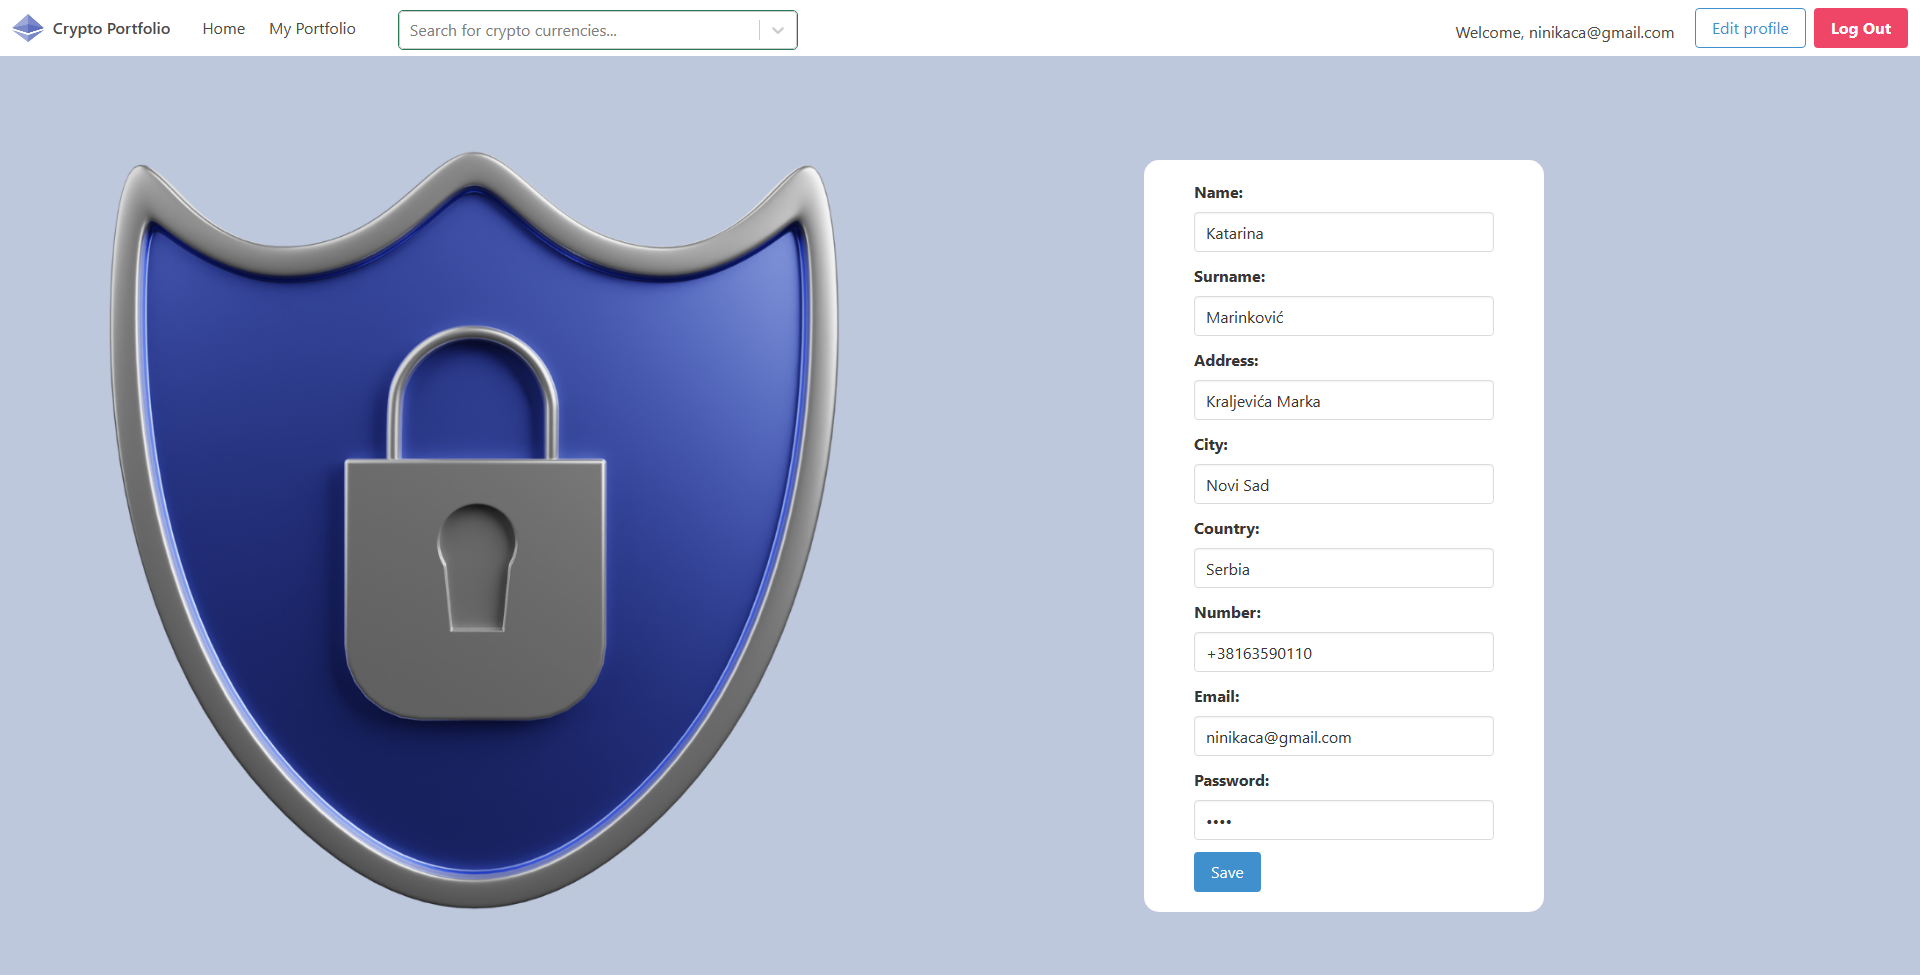 Crypto Portfolio Home My Portfolio Search for crypto currencies... Welcome, ninikaca@gmail.com Edit profile Log Out
Name:
Katarina
Surname:
Marinković
Address:
Kraljevića Marka
City:
Novi Sad
Country:
Serbia
Number:
+38163590110
Email:
ninikaca@gmail.com
Password:
••••
Save